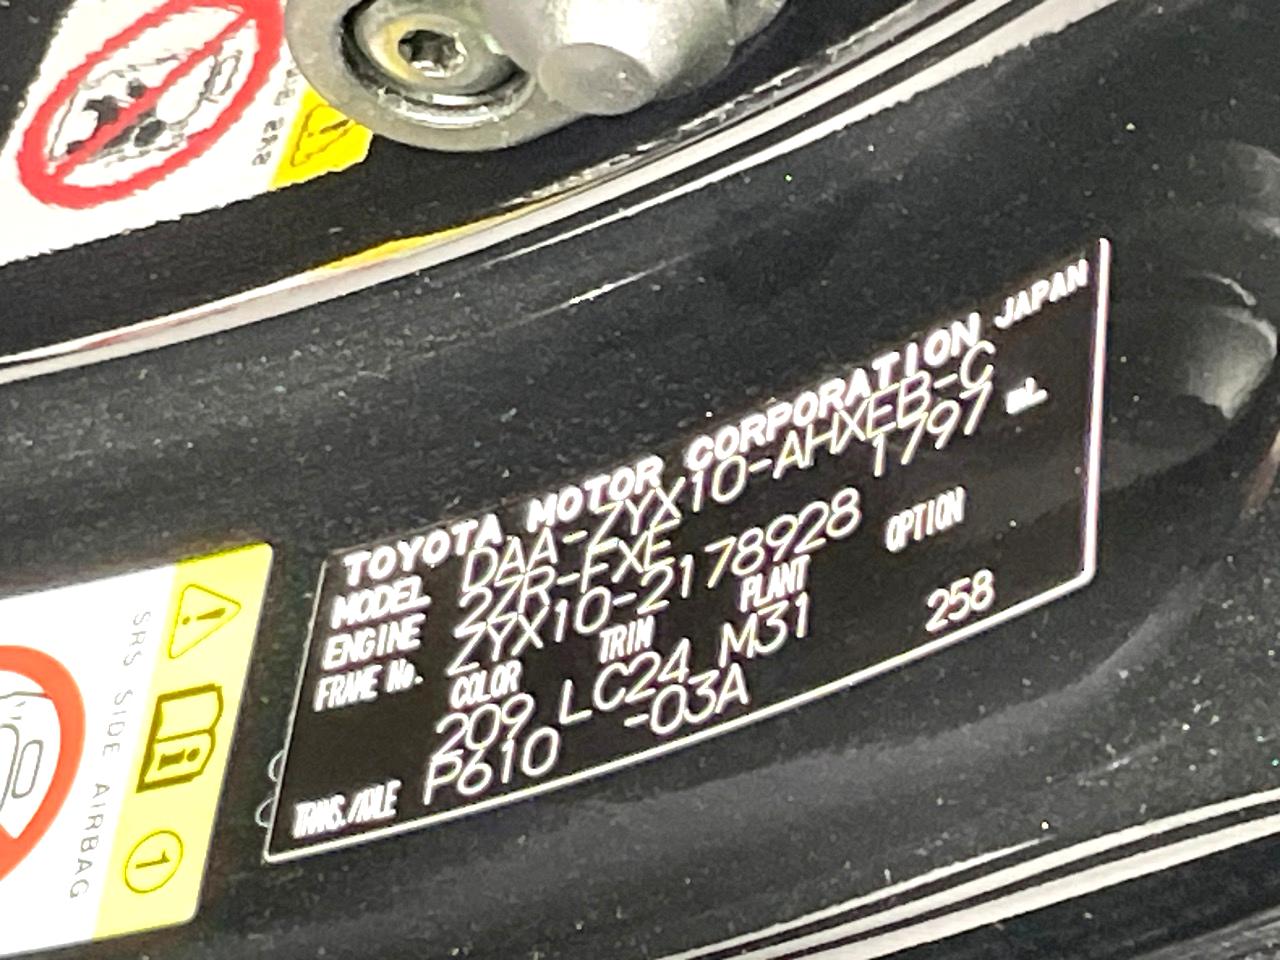 TOYOTA MOTOR CORPORATION JAPAN
MODEL DAA-ZYX10-AHXEB-C
ENGINE 2ZR-FXE 1797 mL
FRAME No. ZYX10-2178928
COLOR TRIM PLANT OPTION
209 LC24 M31 258
TRANS./AXLE P610 -03A
SRS SIDE AIRBAG
1